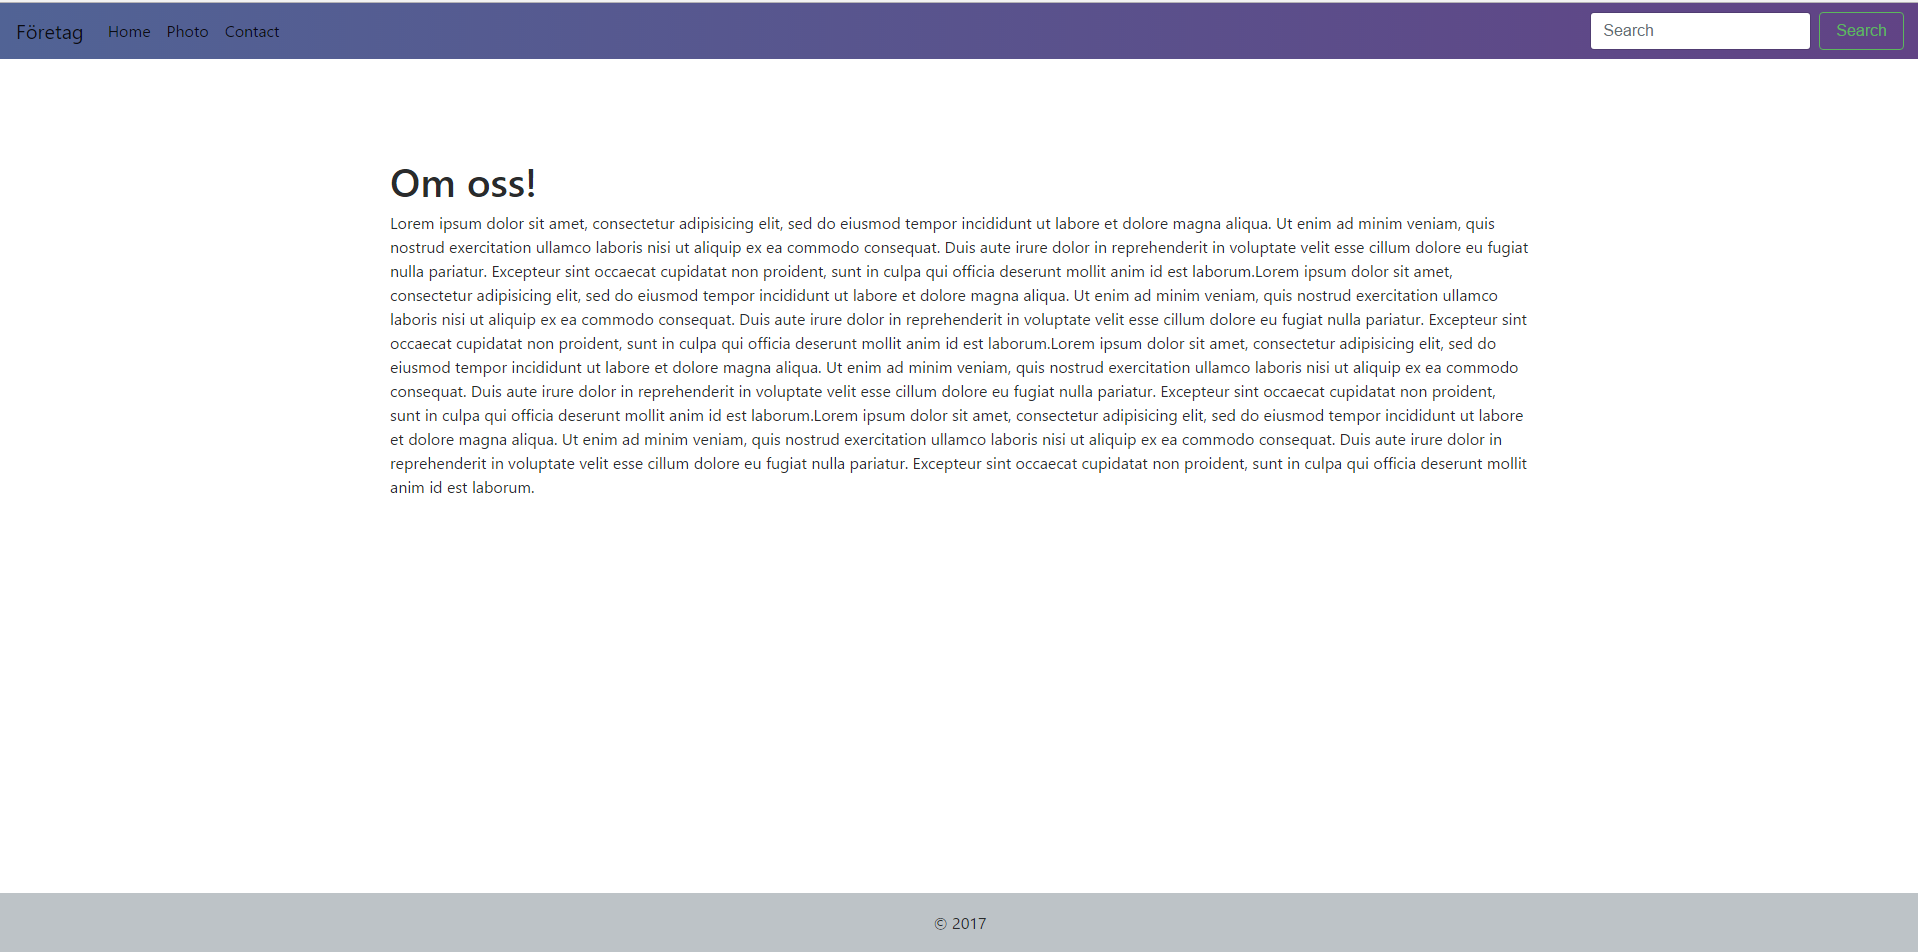 Företag Home Photo Contact Search Search
Om oss!
Lorem ipsum dolor sit amet, consectetur adipisicing elit, sed do eiusmod tempor incididunt ut labore et dolore magna aliqua. Ut enim ad minim veniam, quis
nostrud exercitation ullamco laboris nisi ut aliquip ex ea commodo consequat. Duis aute irure dolor in reprehenderit in voluptate velit esse cillum dolore eu fugiat
nulla pariatur. Excepteur sint occaecat cupidatat non proident, sunt in culpa qui officia deserunt mollit anim id est laborum.Lorem ipsum dolor sit amet,
consectetur adipisicing elit, sed do eiusmod tempor incididunt ut labore et dolore magna aliqua. Ut enim ad minim veniam, quis nostrud exercitation ullamco
laboris nisi ut aliquip ex ea commodo consequat. Duis aute irure dolor in reprehenderit in voluptate velit esse cillum dolore eu fugiat nulla pariatur. Excepteur sint
occaecat cupidatat non proident, sunt in culpa qui officia deserunt mollit anim id est laborum.Lorem ipsum dolor sit amet, consectetur adipisicing elit, sed do
eiusmod tempor incididunt ut labore et dolore magna aliqua. Ut enim ad minim veniam, quis nostrud exercitation ullamco laboris nisi ut aliquip ex ea commodo
consequat. Duis aute irure dolor in reprehenderit in voluptate velit esse cillum dolore eu fugiat nulla pariatur. Excepteur sint occaecat cupidatat non proident,
sunt in culpa qui officia deserunt mollit anim id est laborum.Lorem ipsum dolor sit amet, consectetur adipisicing elit, sed do eiusmod tempor incididunt ut labore
et dolore magna aliqua. Ut enim ad minim veniam, quis nostrud exercitation ullamco laboris nisi ut aliquip ex ea commodo consequat. Duis aute irure dolor in
reprehenderit in voluptate velit esse cillum dolore eu fugiat nulla pariatur. Excepteur sint occaecat cupidatat non proident, sunt in culpa qui officia deserunt mollit
anim id est laborum.
© 2017